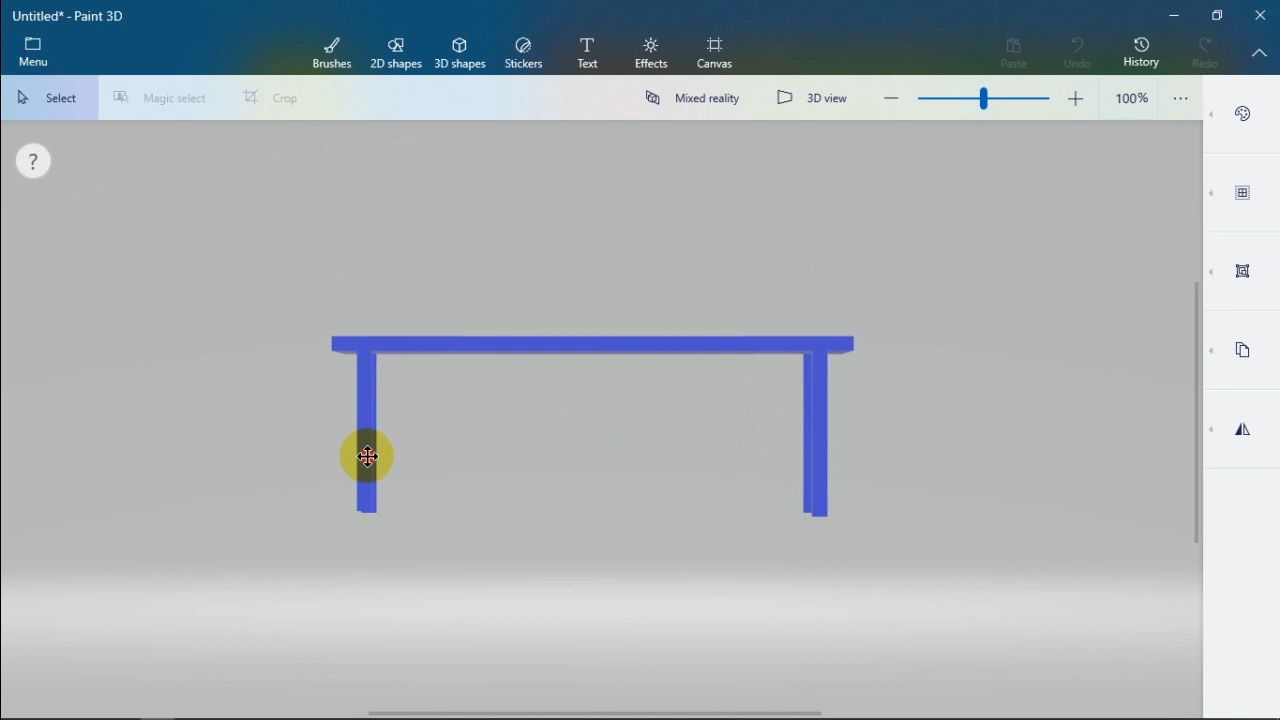 Untitled* - Paint 3D
Menu
Brushes
2D shapes
3D shapes
Stickers
Text
Effects
Canvas
Paste
Undo
History
Redo
Select
Magic select
Crop
Mixed reality
3D view
100%
?